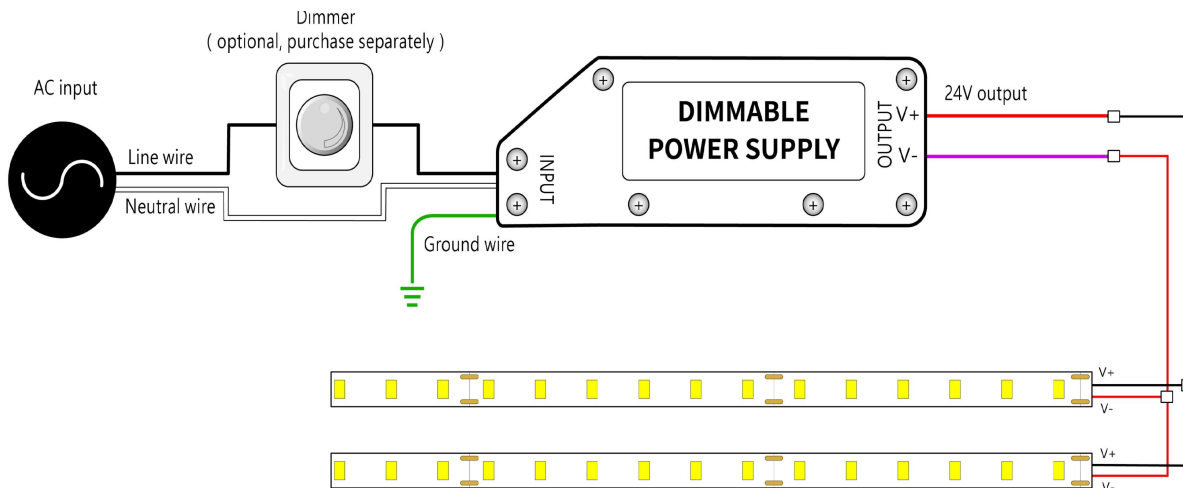 Dimmer
( optional, purchase separately )
AC input
Line wire
Neutral wire
Ground wire
INPUT
DIMMABLE
POWER SUPPLY
OUTPUT
V+
V-
24V output
V+
V-
V+
V-